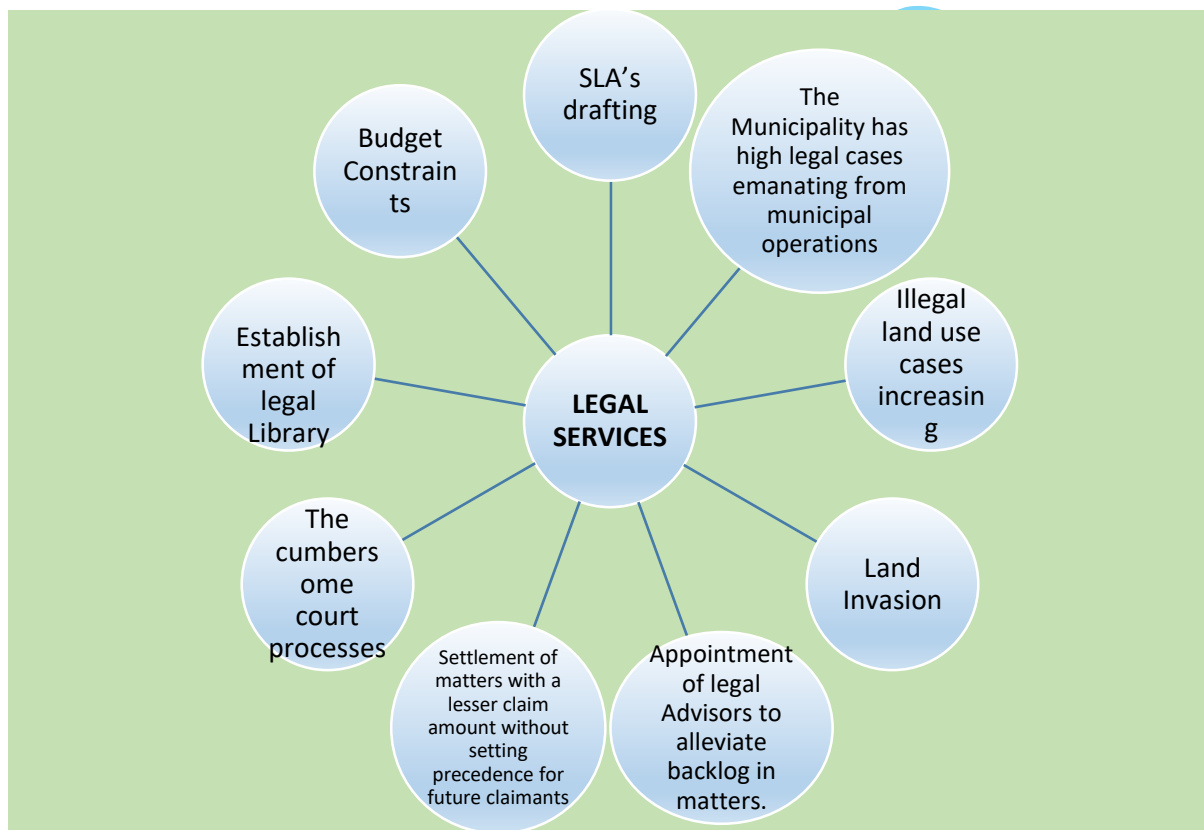 SLA's
drafting
The
Municipality has
high legal cases
emanating from
municipal
operations
Illegal
land use
cases
increasin
g
Land
Invasion
Appointment
of legal
Advisors to
alleviate
backlog in
matters.
Settlement of
matters with a
lesser claim
amount without
setting
precedence for
future claimants
The
cumbers
ome
court
processes
Establish
ment of
legal
Library
Budget
Constrain
ts
LEGAL
SERVICES